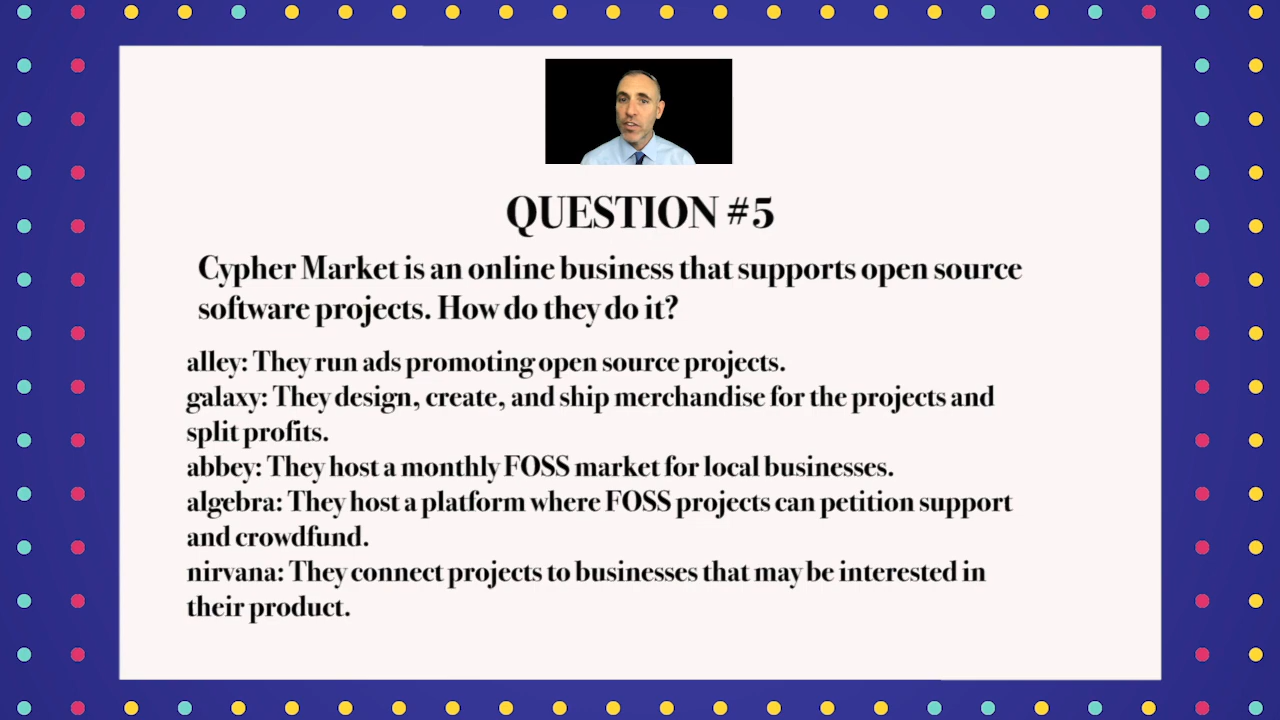 QUESTION #5
Cypher Market is an online business that supports open source
software projects. How do they do it?
alley: They run ads promoting open source projects.
galaxy: They design, create, and ship merchandise for the projects and
split profits.
abbey: They host a monthly FOSS market for local businesses.
algebra: They host a platform where FOSS projects can petition support
and crowdfund.
nirvana: They connect projects to businesses that may be interested in
their product.